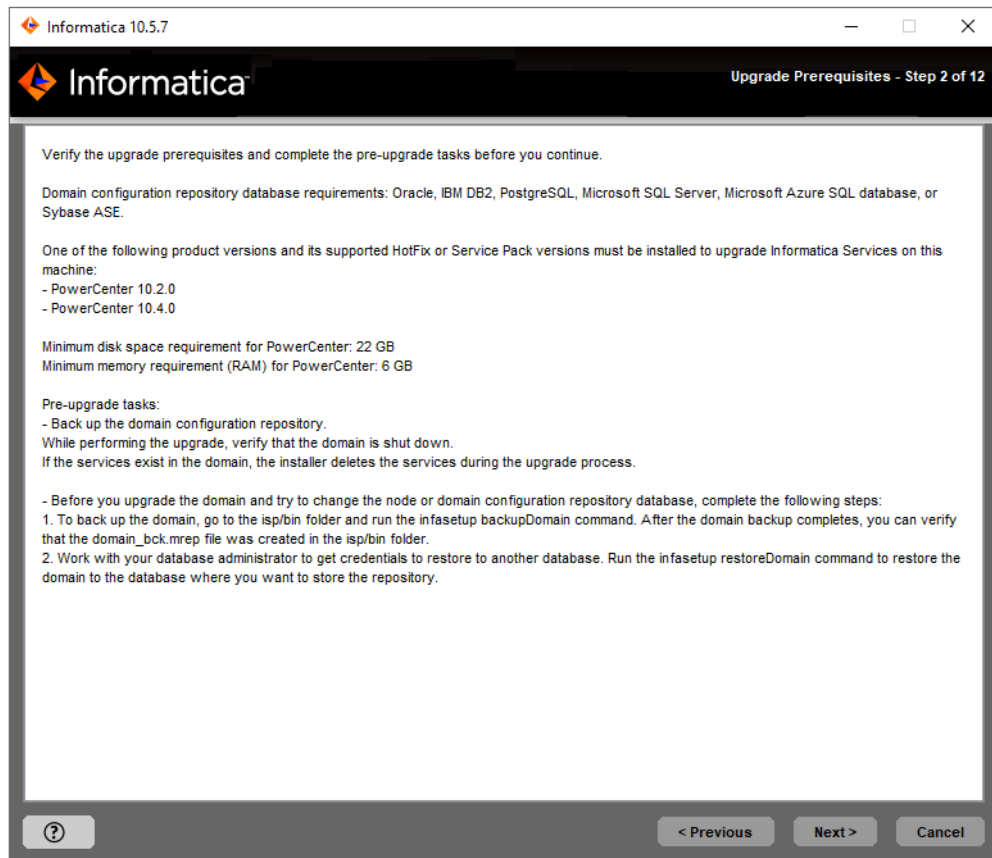 Informatica 10.5.7
Informatica
Upgrade Prerequisites - Step 2 of 12
Verify the upgrade prerequisites and complete the pre-upgrade tasks before you continue.
Domain configuration repository database requirements: Oracle, IBM DB2, PostgreSQL, Microsoft SQL Server, Microsoft Azure SQL database, or
Sybase ASE.
One of the following product versions and its supported HotFix or Service Pack versions must be installed to upgrade Informatica Services on this
machine:
- PowerCenter 10.2.0
- PowerCenter 10.4.0
Minimum disk space requirement for PowerCenter: 22 GB
Minimum memory requirement (RAM) for PowerCenter: 6 GB
Pre-upgrade tasks:
- Back up the domain configuration repository.
While performing the upgrade, verify that the domain is shut down.
If the services exist in the domain, the installer deletes the services during the upgrade process.
- Before you upgrade the domain and try to change the node or domain configuration repository database, complete the following steps:
1. To back up the domain, go to the isp/bin folder and run the infasetup backupDomain command. After the domain backup completes, you can verify
that the domain_bck.mrep file was created in the isp/bin folder.
2. Work with your database administrator to get credentials to restore to another database. Run the infasetup restoreDomain command to restore the
domain to the database where you want to store the repository.
?
< Previous
Next >
Cancel